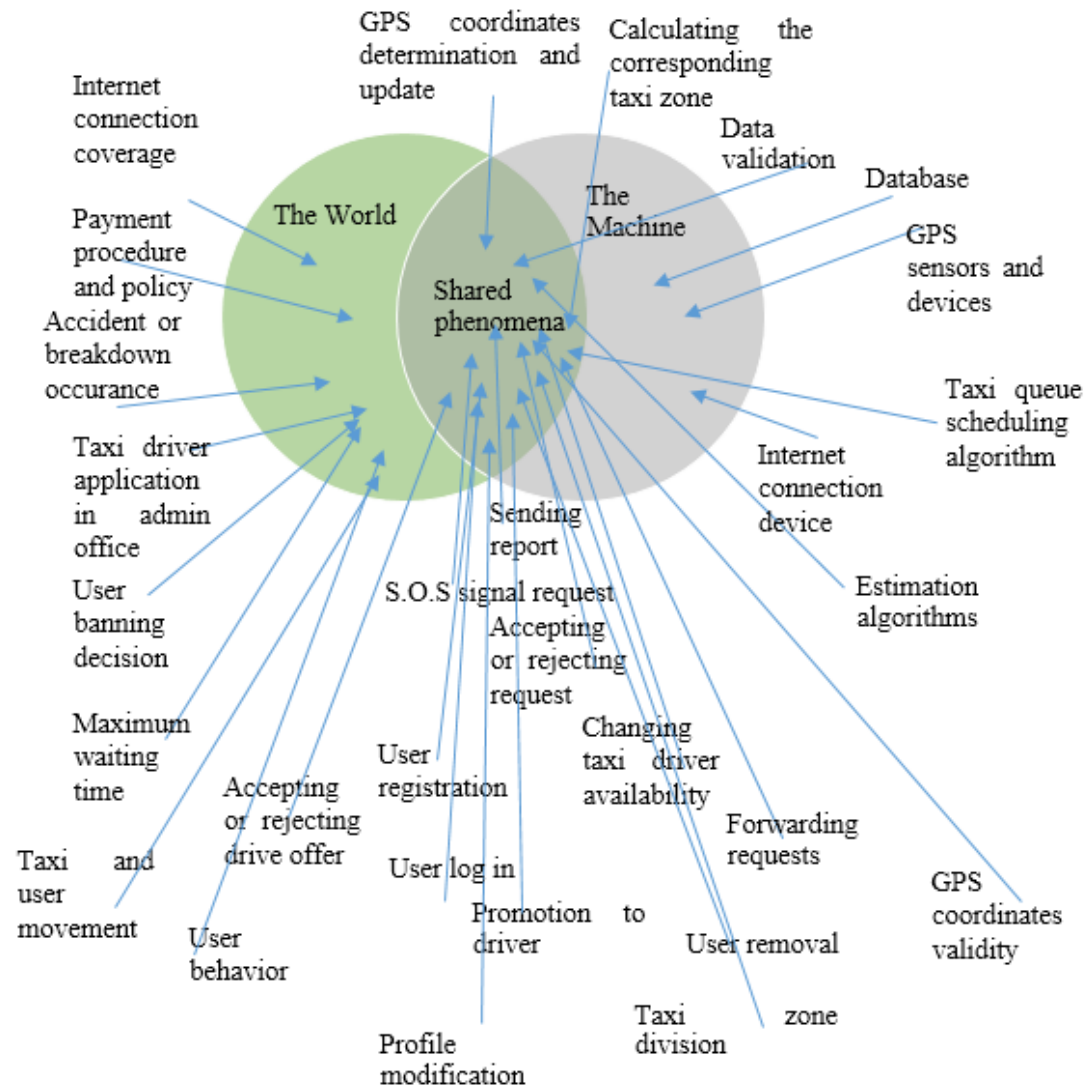 GPS coordinates
determination and
update
Calculating the
corresponding
taxi zone
Internet
connection
coverage
Data
validation
Database
The World
The
Machine
Payment
procedure
and policy
GPS
sensors and
devices
Shared
phenomena
Accident or
breakdown
occurance
Taxi queue
scheduling
algorithm
Taxi driver
application
in admin
office
Internet
connection
device
Sending
report
User
banning
decision
S.O.S signal request
Estimation
algorithms
Accepting
or rejecting
request
Maximum
waiting
time
User
registration
Changing
taxi driver
availability
Accepting
or rejecting
drive offer
Forwarding
requests
Taxi and
user
movement
User log in
GPS
coordinates
validity
User
behavior
Promotion to
driver
User removal
Taxi zone
division
Profile
modification